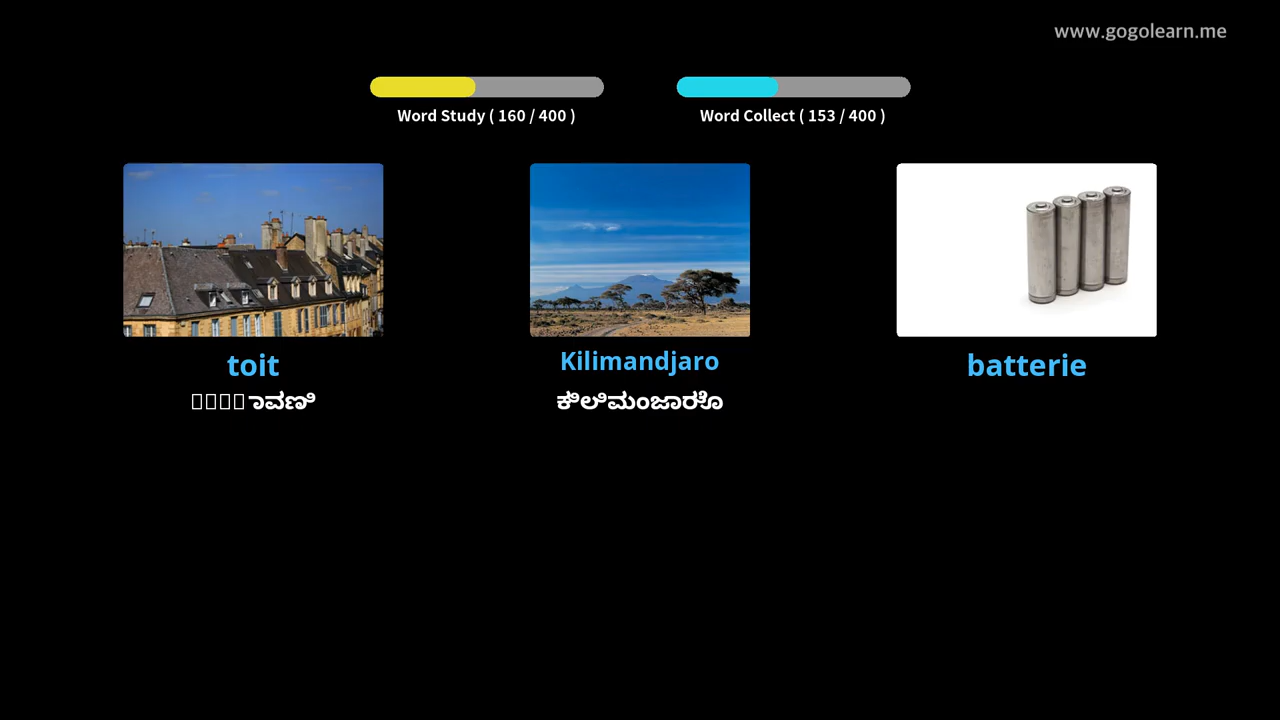 www.gogolearn.me
Word Study ( 160 / 400 )
Word Collect ( 153 / 400 )
toit
Kilimandjaro
batterie
ಕಿಲಿಮಂಜಾರೊ